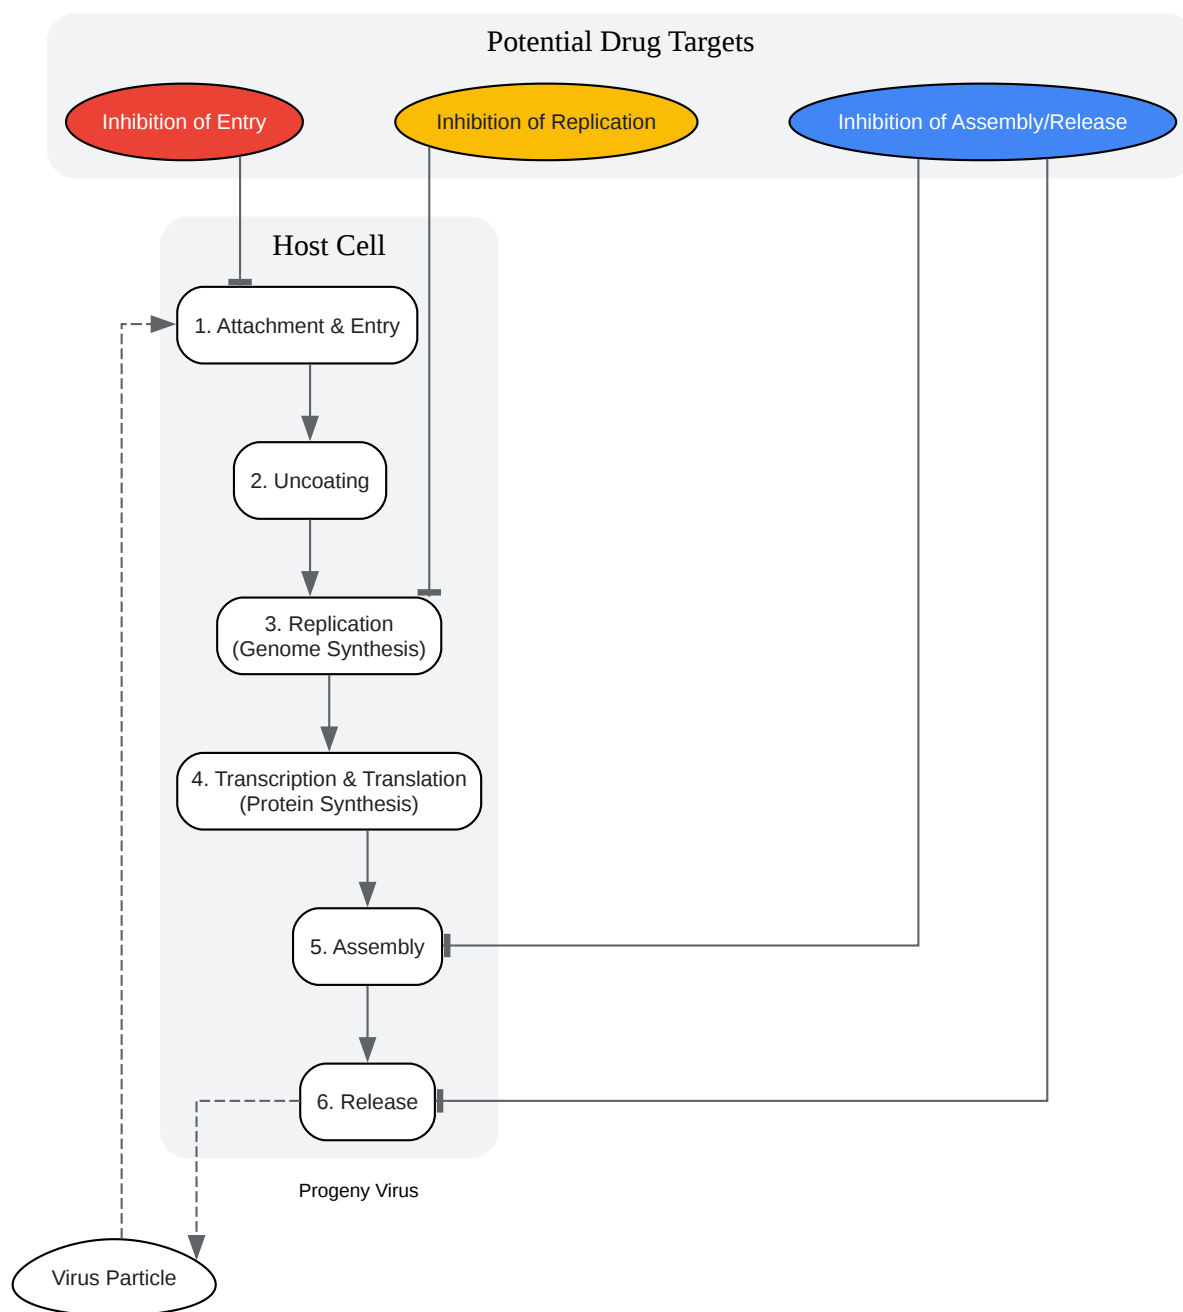 Potential Drug Targets
Inhibition of Entry
Inhibition of Replication
Inhibition of Assembly/Release
Host Cell
1. Attachment & Entry
2. Uncoating
3. Replication
(Genome Synthesis)
4. Transcription & Translation
(Protein Synthesis)
5. Assembly
6. Release
Progeny Virus
Virus Particle